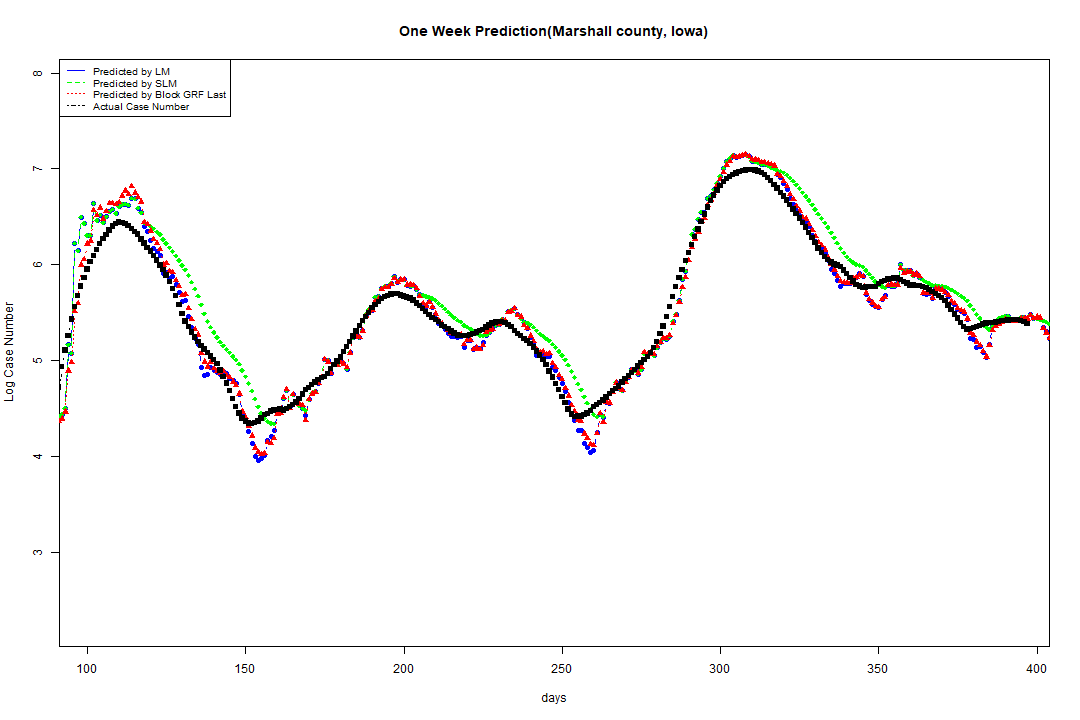 One Week Prediction(Marshall county, Iowa)
Predicted by LM
Predicted by SLM
Predicted by Block GRF Last
Actual Case Number
8
7
6
5
4
3
Log Case Number
100 150 200 250 300 350 400
days